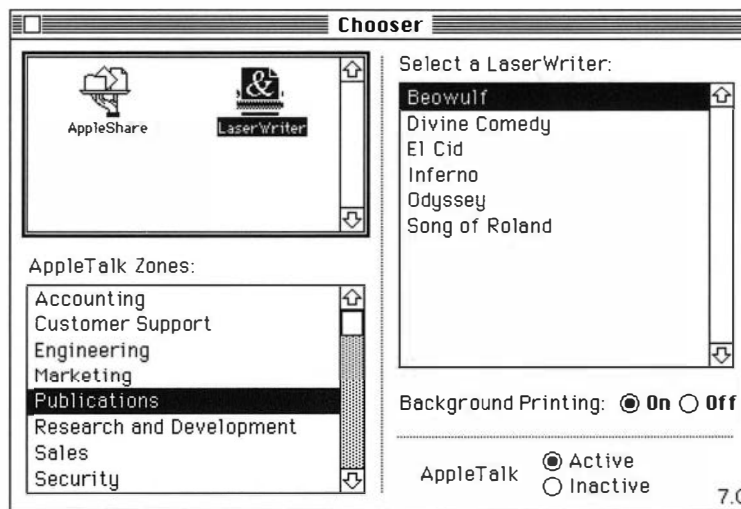 Chooser
AppleShare
LaserWriter
AppleTalk Zones:
Accounting
Customer Support
Engineering
Marketing
Publications
Research and Development
Sales
Security
Select a LaserWriter:
Beowulf
Divine Comedy
El Cid
Inferno
Odyssey
Song of Roland
Background Printing: On Off
AppleTalk
Active
Inactive